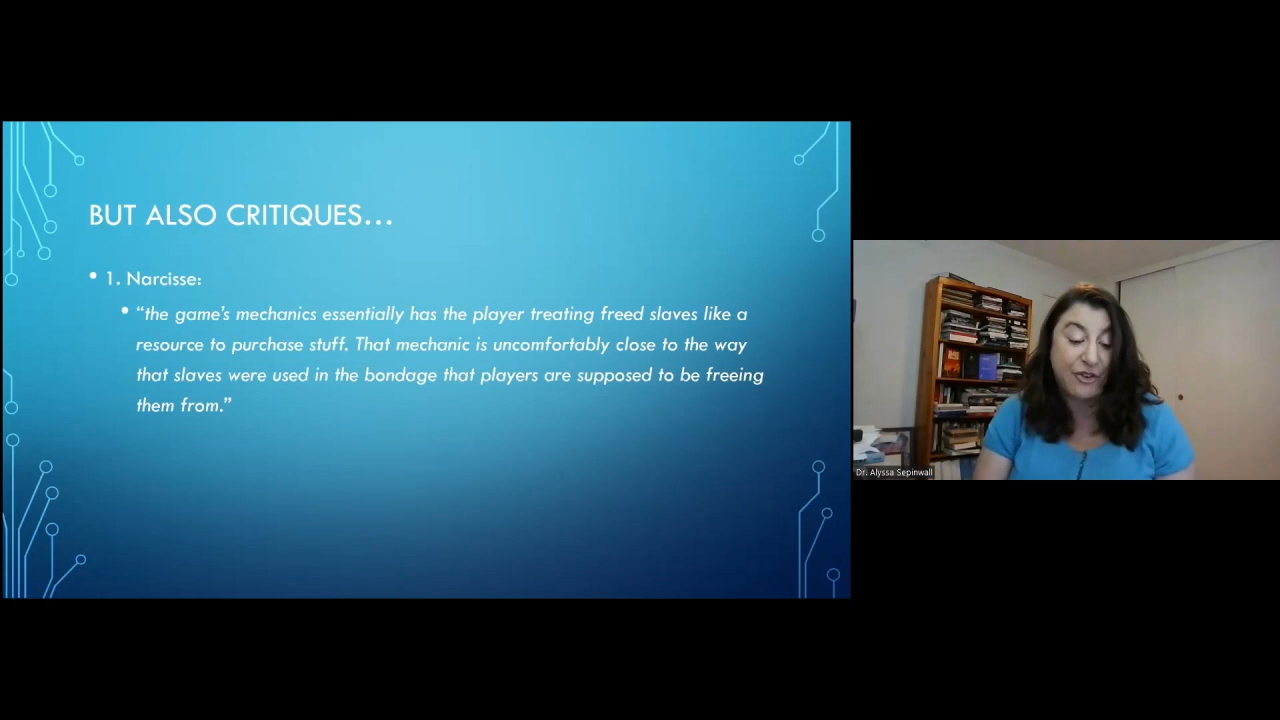 BUT ALSO CRITIQUES...
• 1. Narcisse:
• “the game's mechanics essentially has the player treating freed slaves like a
resource to purchase stuff. That mechanic is uncomfortably close to the way
that slaves were used in the bondage that players are supposed to be freeing
them from.”
Dr. Alyssa Sepinwall